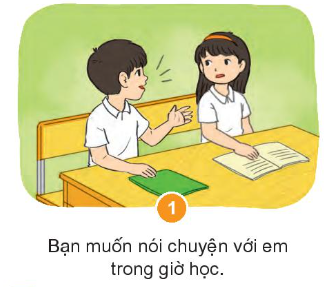 1
Bạn muốn nói chuyện với em
trong giờ học.